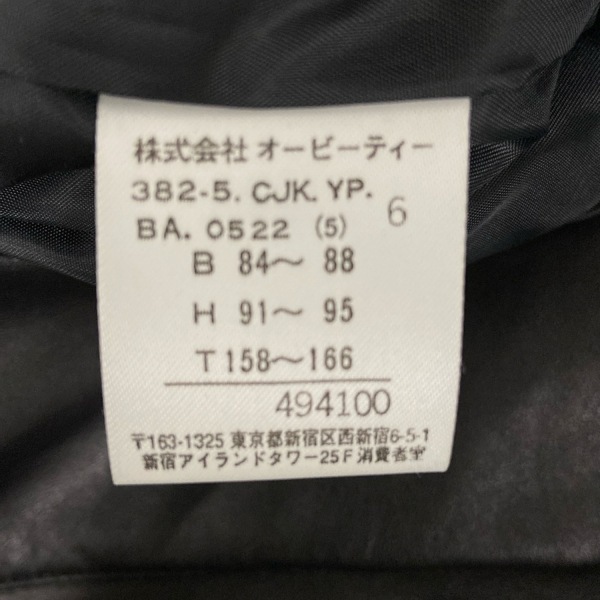 株式会社 オービーティー
382-5. CJK. YP.
BA. 0522 (5) 6
B 84～ 88
H 91～ 95
T 158～166
494100
〒163-1325 東京都新宿区西新宿6-5-1
新宿アイランドタワー25F消費者室